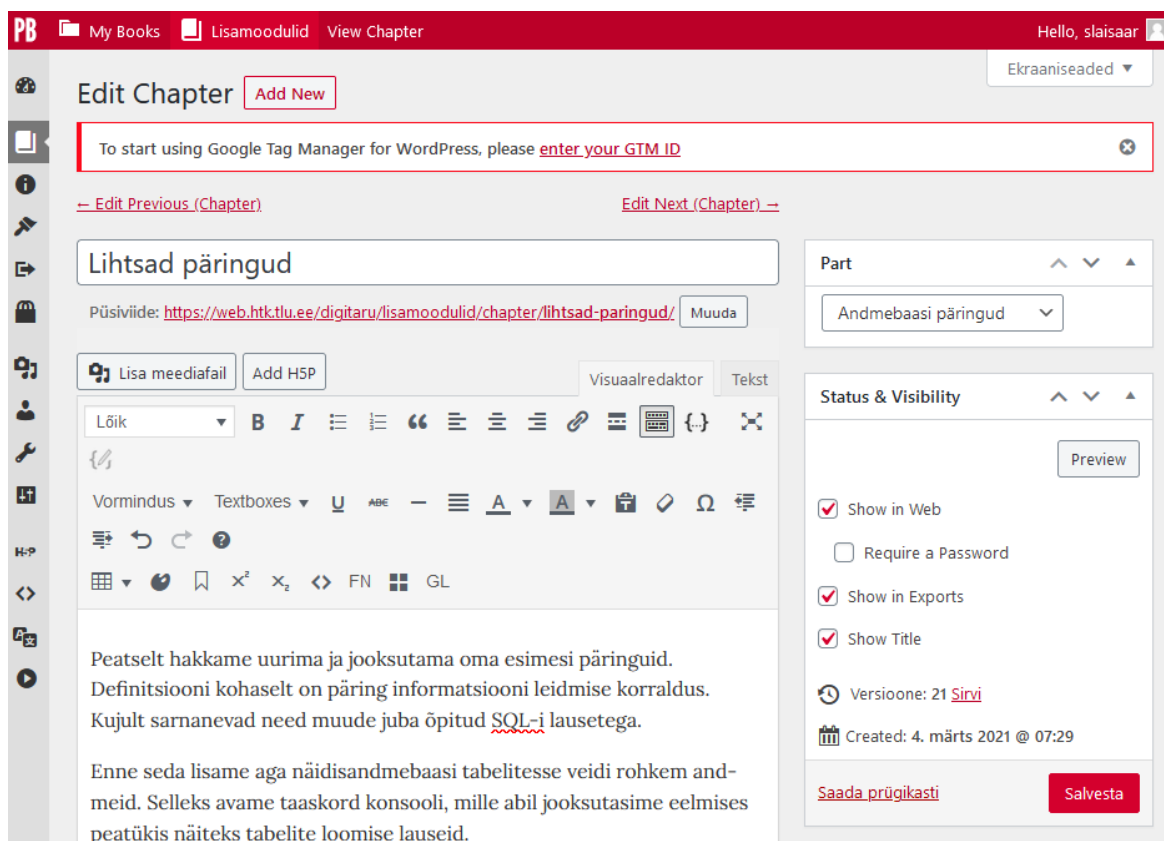 PB My Books Lisamoodulid View Chapter Hello, slaisaar
Ekraaniseaded
Edit Chapter Add New
To start using Google Tag Manager for WordPress, please enter your GTM ID
← Edit Previous (Chapter) Edit Next (Chapter) →
Lihtsad päringud
Püsiviide: https://web.htk.tlu.ee/digitaru/lisamoodulid/chapter/lihtsad-paringud/ Muuda
Lisa meediafail Add H5P Visuaalredaktor Tekst
Lõik B I
Vormindus Textboxes U ABC A A Ω
x² x₂ FN GL
Peatselt hakkame uurima ja jooksutama oma esimesi päringuid.
Definitsiooni kohaselt on päring informatsiooni leidmise korraldus.
Kujult sarnanevad need muude juba õpitud SQL-i lausetega.
Enne seda lisame aga näidisandmebaasi tabelitesse veidi rohkem and-
meid. Selleks avame taaskord konsooli, mille abil jooksutasime eelmises
peatükis näiteks tabelite loomise lauseid.
Part
Andmebaasi päringud
Status & Visibility
Preview
Show in Web
Require a Password
Show in Exports
Show Title
Versioone: 21 Sirvi
Created: 4. märts 2021 @ 07:29
Saada prügikasti Salvesta
H5P